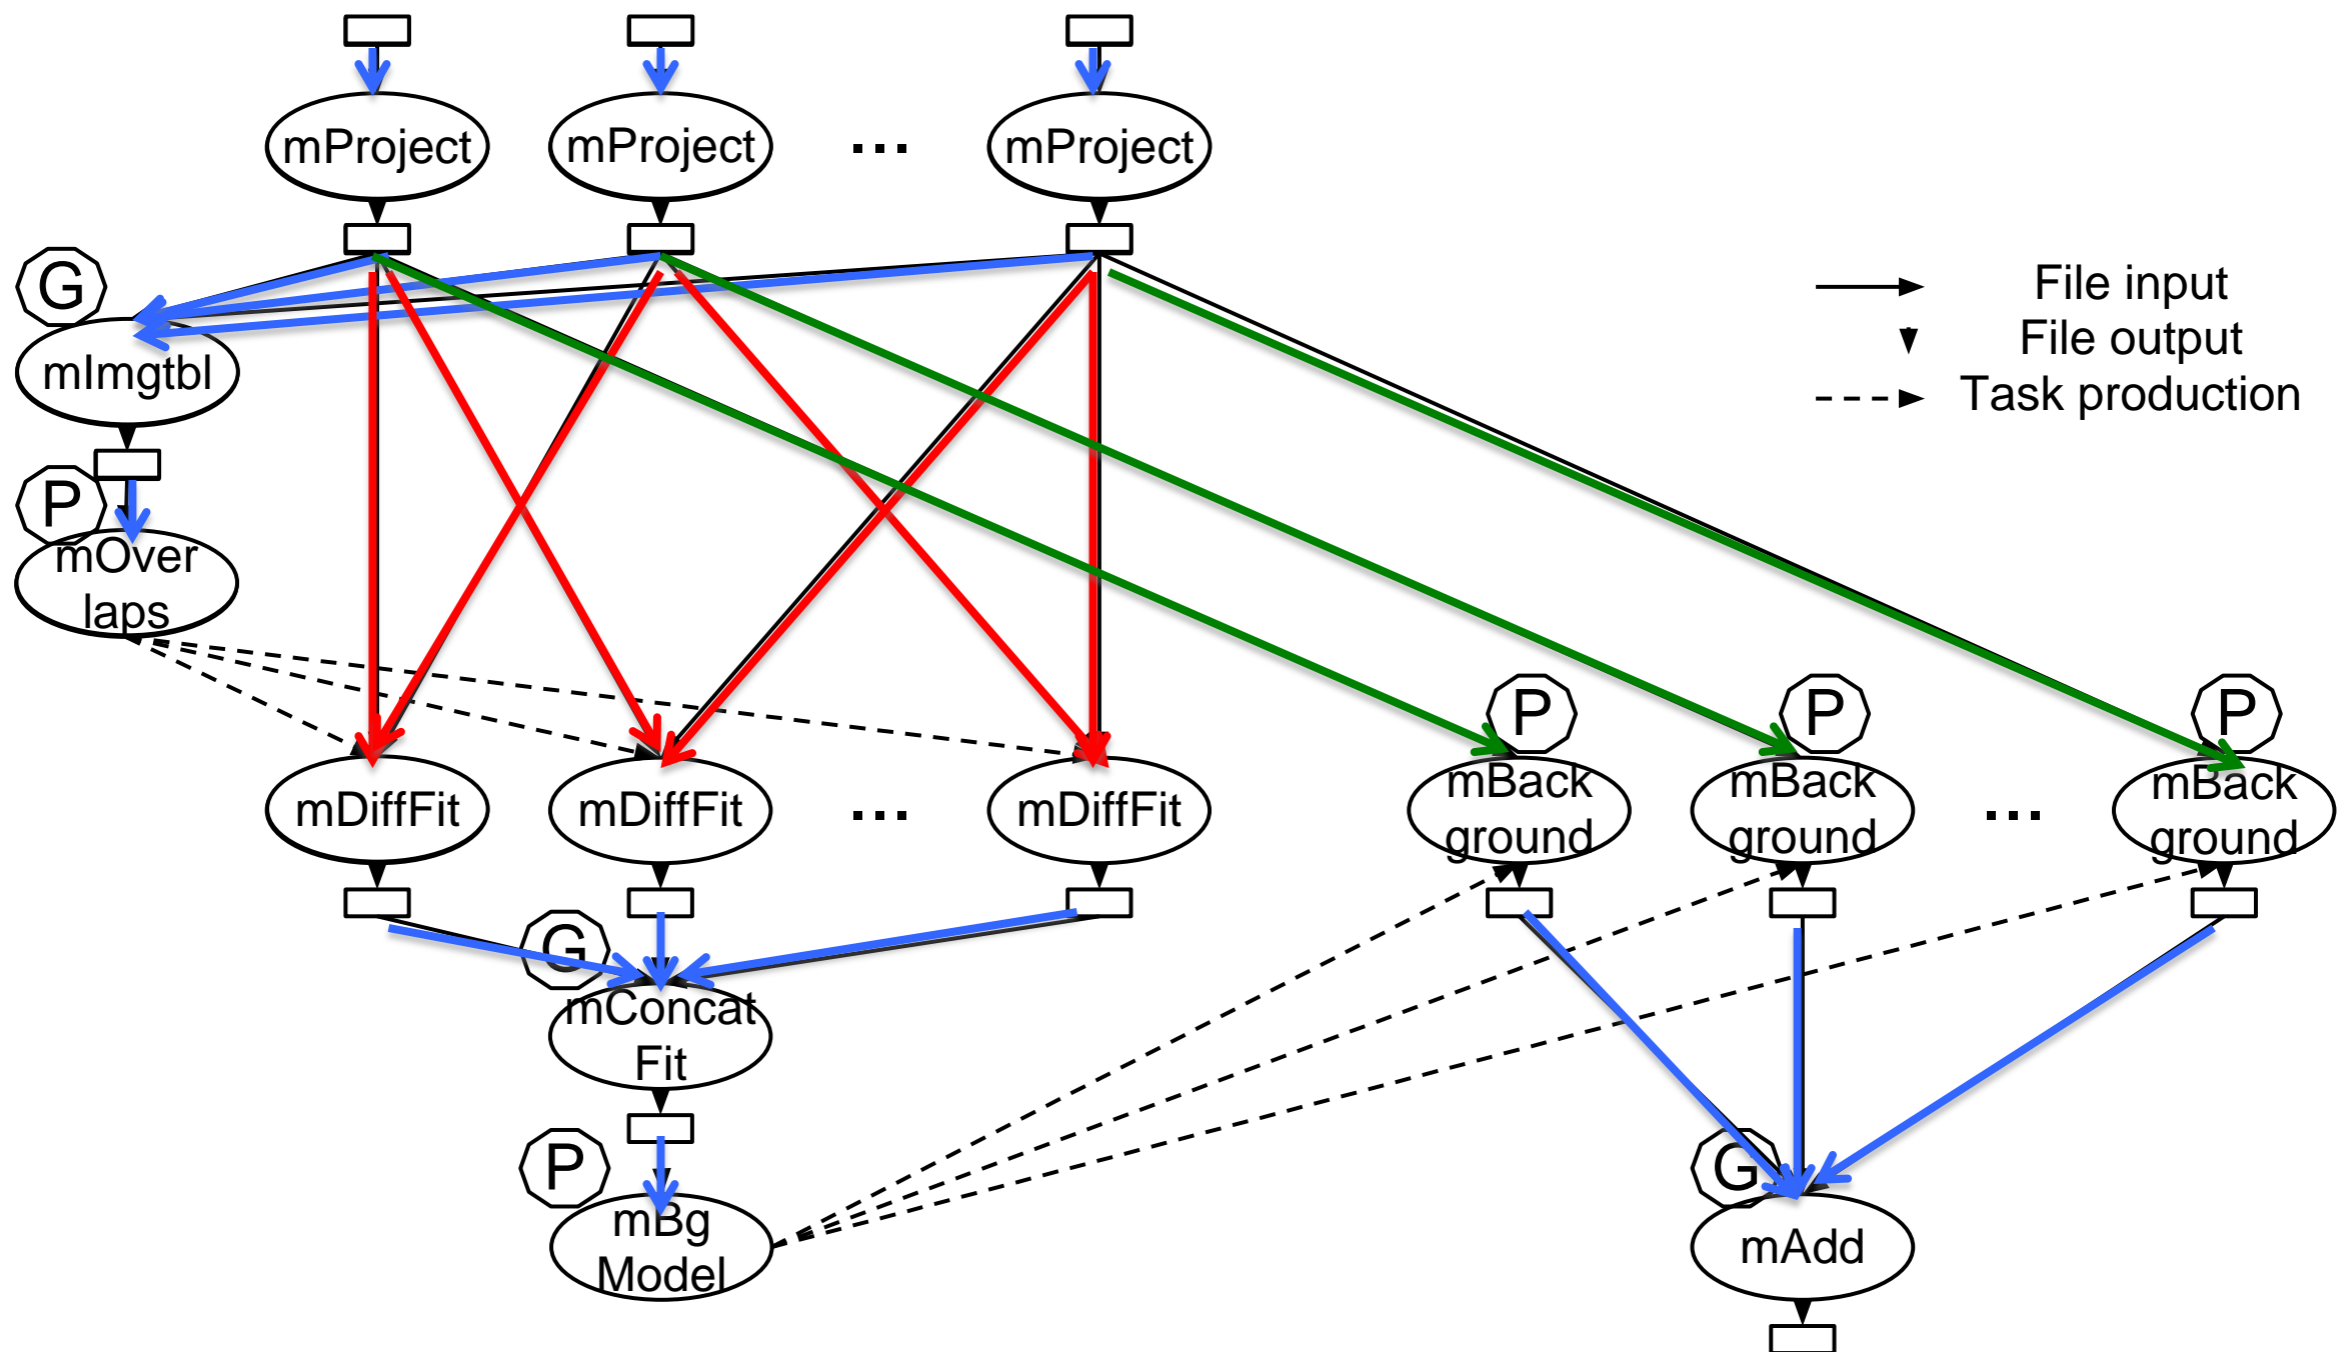 mProject
mProject
...
mProject
G
mImgtbl
File input
File output
Task production
P
mOver
laps
P
P
P
mDiffFit
mDiffFit
...
mDiffFit
mBack
ground
mBack
ground
...
mBack
ground
G
mConcat
Fit
P
mBg
Model
G
mAdd